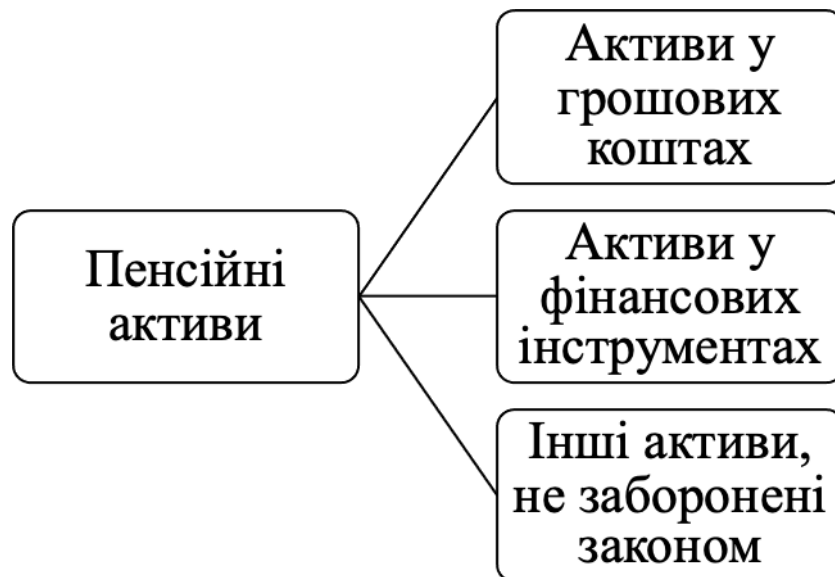 Пенсійні
активи
Активи у
грошових
коштах
Активи у
фінансових
інструментах
Інші активи,
не заборонені
законом